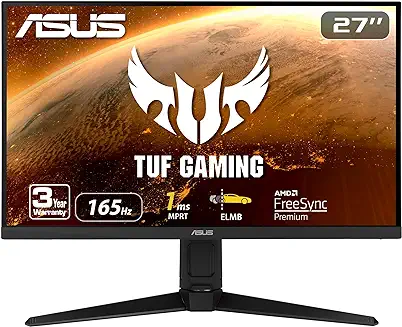 ASUS
27"
TUF GAMING
3 Year Warranty
165Hz
1ms
MPRT
ELMB
AMD
FreeSync
Premium
ASUS